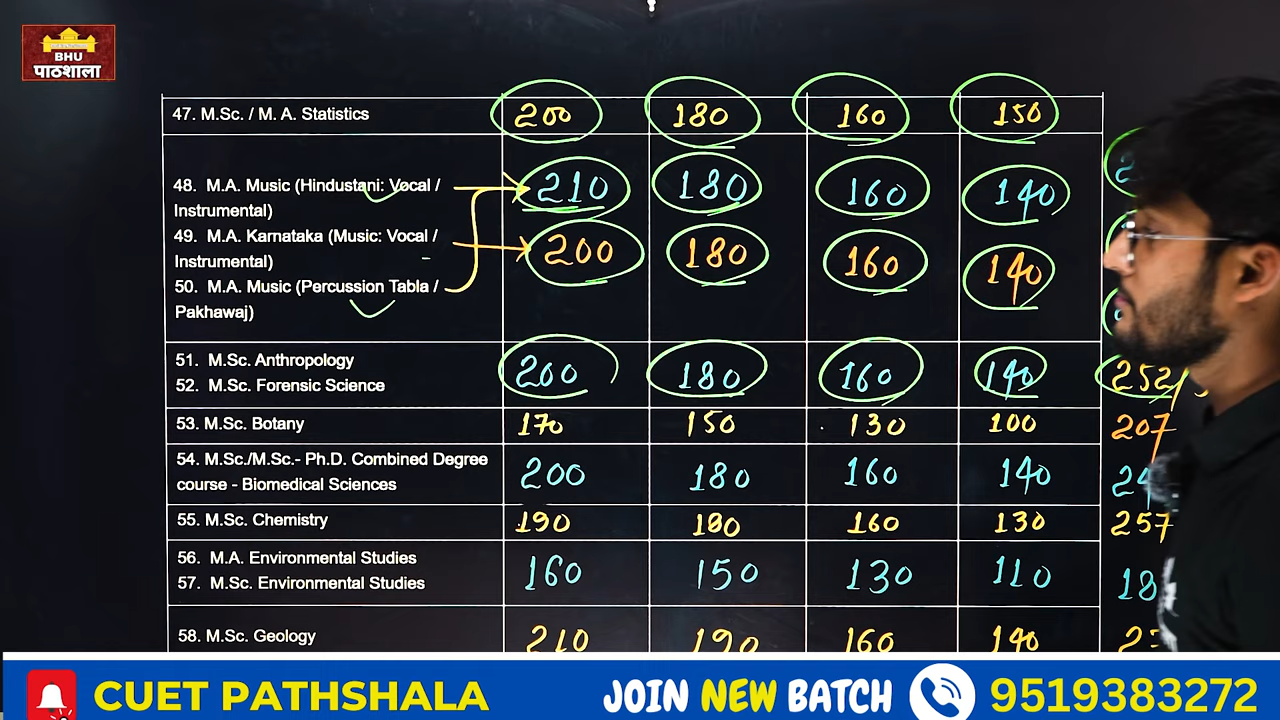 BHU
पाठशाला
47. M.Sc. / M. A. Statistics 200 180 160 150
48. M.A. Music (Hindustani: Vocal / 210 180 160 140
Instrumental)
49. M.A. Karnataka (Music: Vocal / 200 180 160 140
Instrumental)
50. M.A. Music (Percussion Tabla /
Pakhawaj)
51. M.Sc. Anthropology 200 180 160 140 252
52. M.Sc. Forensic Science
53. M.Sc. Botany 170 150 130 100 207
54. M.Sc./M.Sc.- Ph.D. Combined Degree 200 180 160 140
course - Biomedical Sciences
55. M.Sc. Chemistry 190 180 160 130 257
56. M.A. Environmental Studies 160 150 130 110
57. M.Sc. Environmental Studies
58. M.Sc. Geology 210 190 160 140
CUET PATHSHALA JOIN NEW BATCH 9519383272